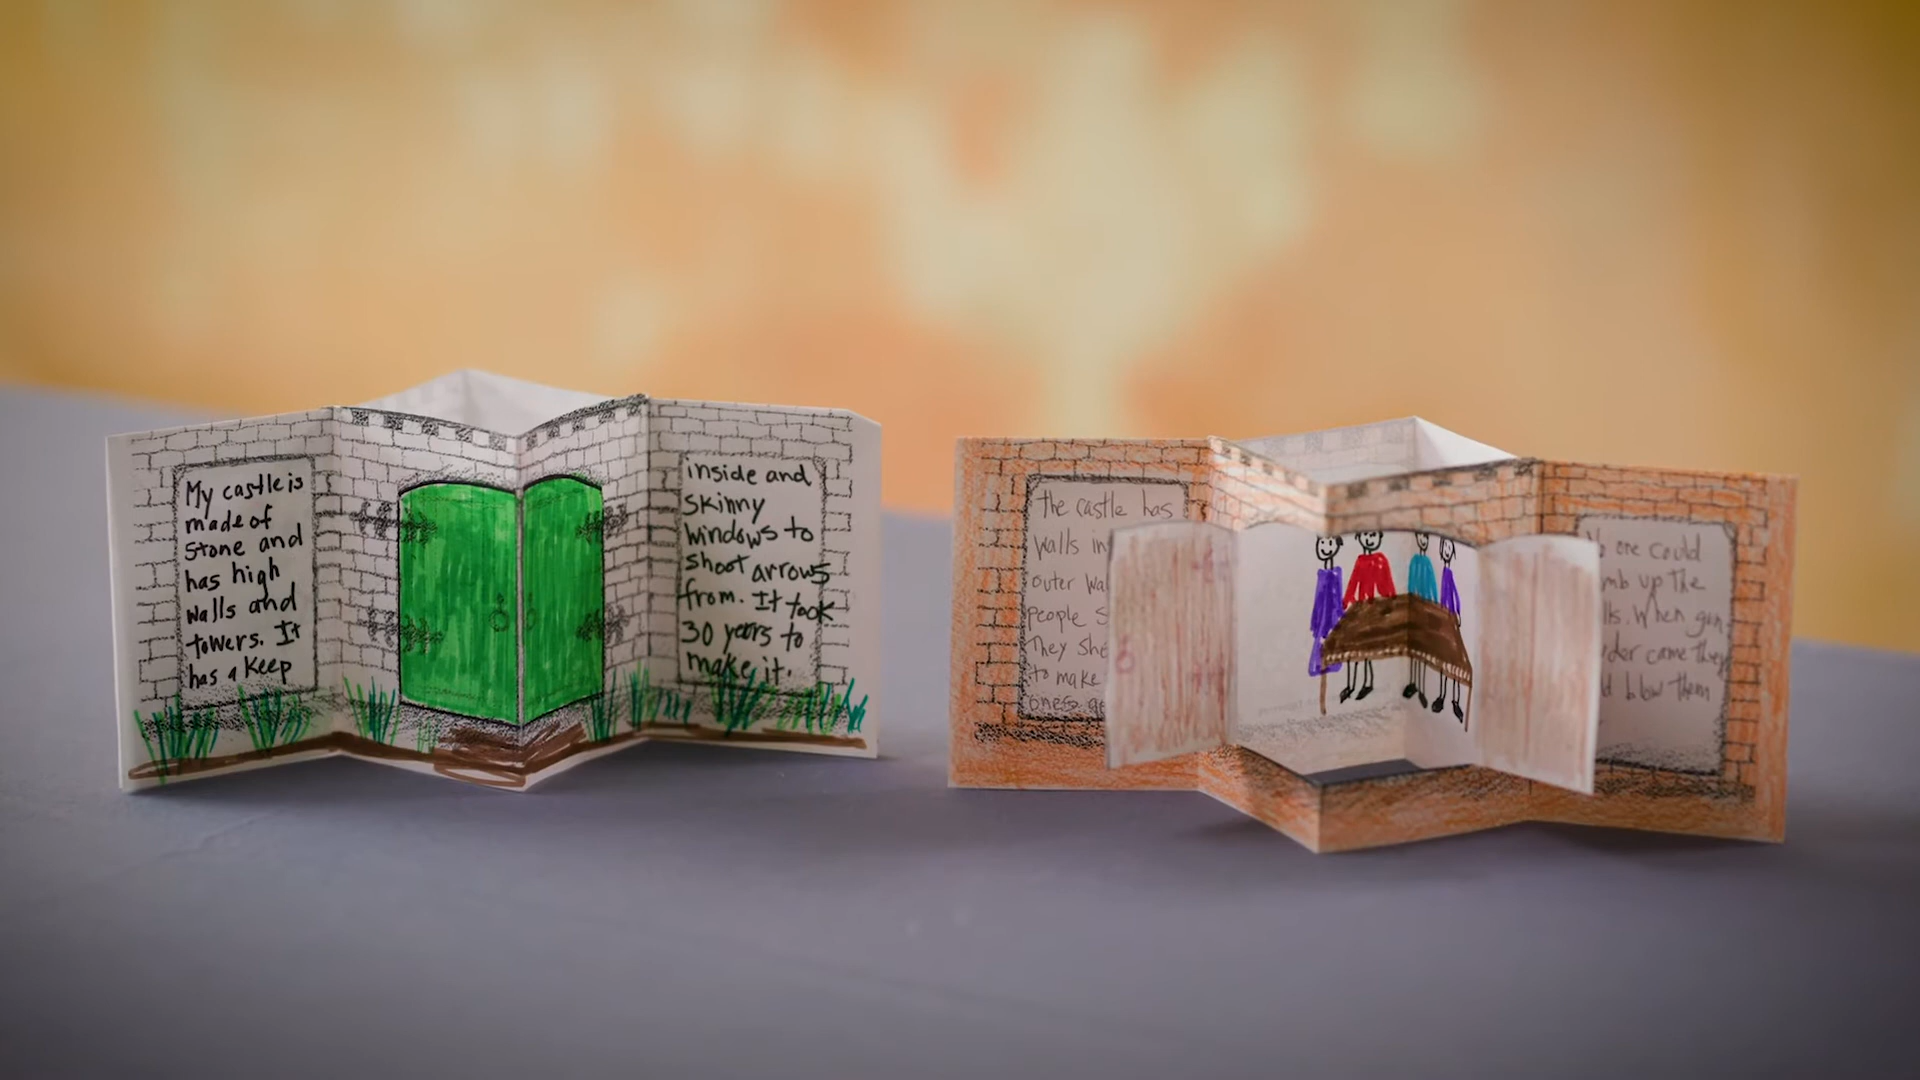 My castle is
made of
Stone and
has high
walls and
towers. It
has a Keep
inside and
Skinny
windows to
shoot arrows
from. It took
30 years to
make it.
the castle has
walls in
outer wal
people s
They sho
to make
ones ge
o one could
mb up the
lls. When gun
der came they
d blow them